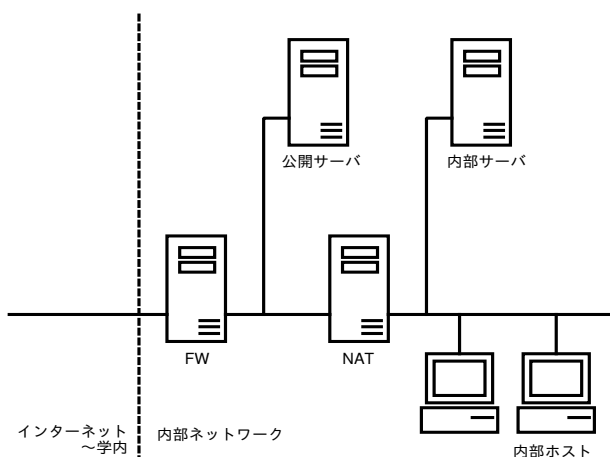 公開サーバ
内部サーバ
FW
NAT
インターネット
～学内
内部ネットワーク
内部ホスト